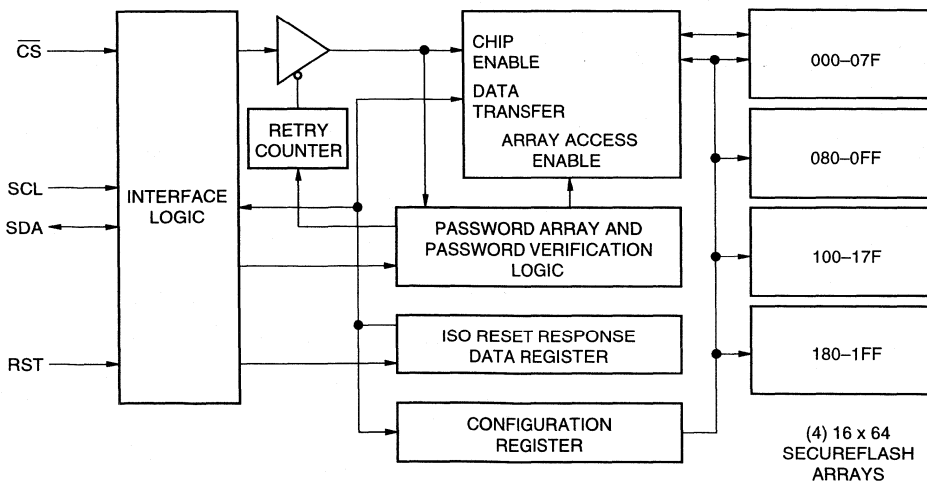 CS
SCL
SDA
RST
INTERFACE
LOGIC
RETRY
COUNTER
CHIP
ENABLE
DATA
TRANSFER
ARRAY ACCESS
ENABLE
PASSWORD ARRAY AND
PASSWORD VERIFICATION
LOGIC
ISO RESET RESPONSE
DATA REGISTER
CONFIGURATION
REGISTER
000–07F
080–0FF
100–17F
180–1FF
(4) 16 x 64
SECUREFLASH
ARRAYS